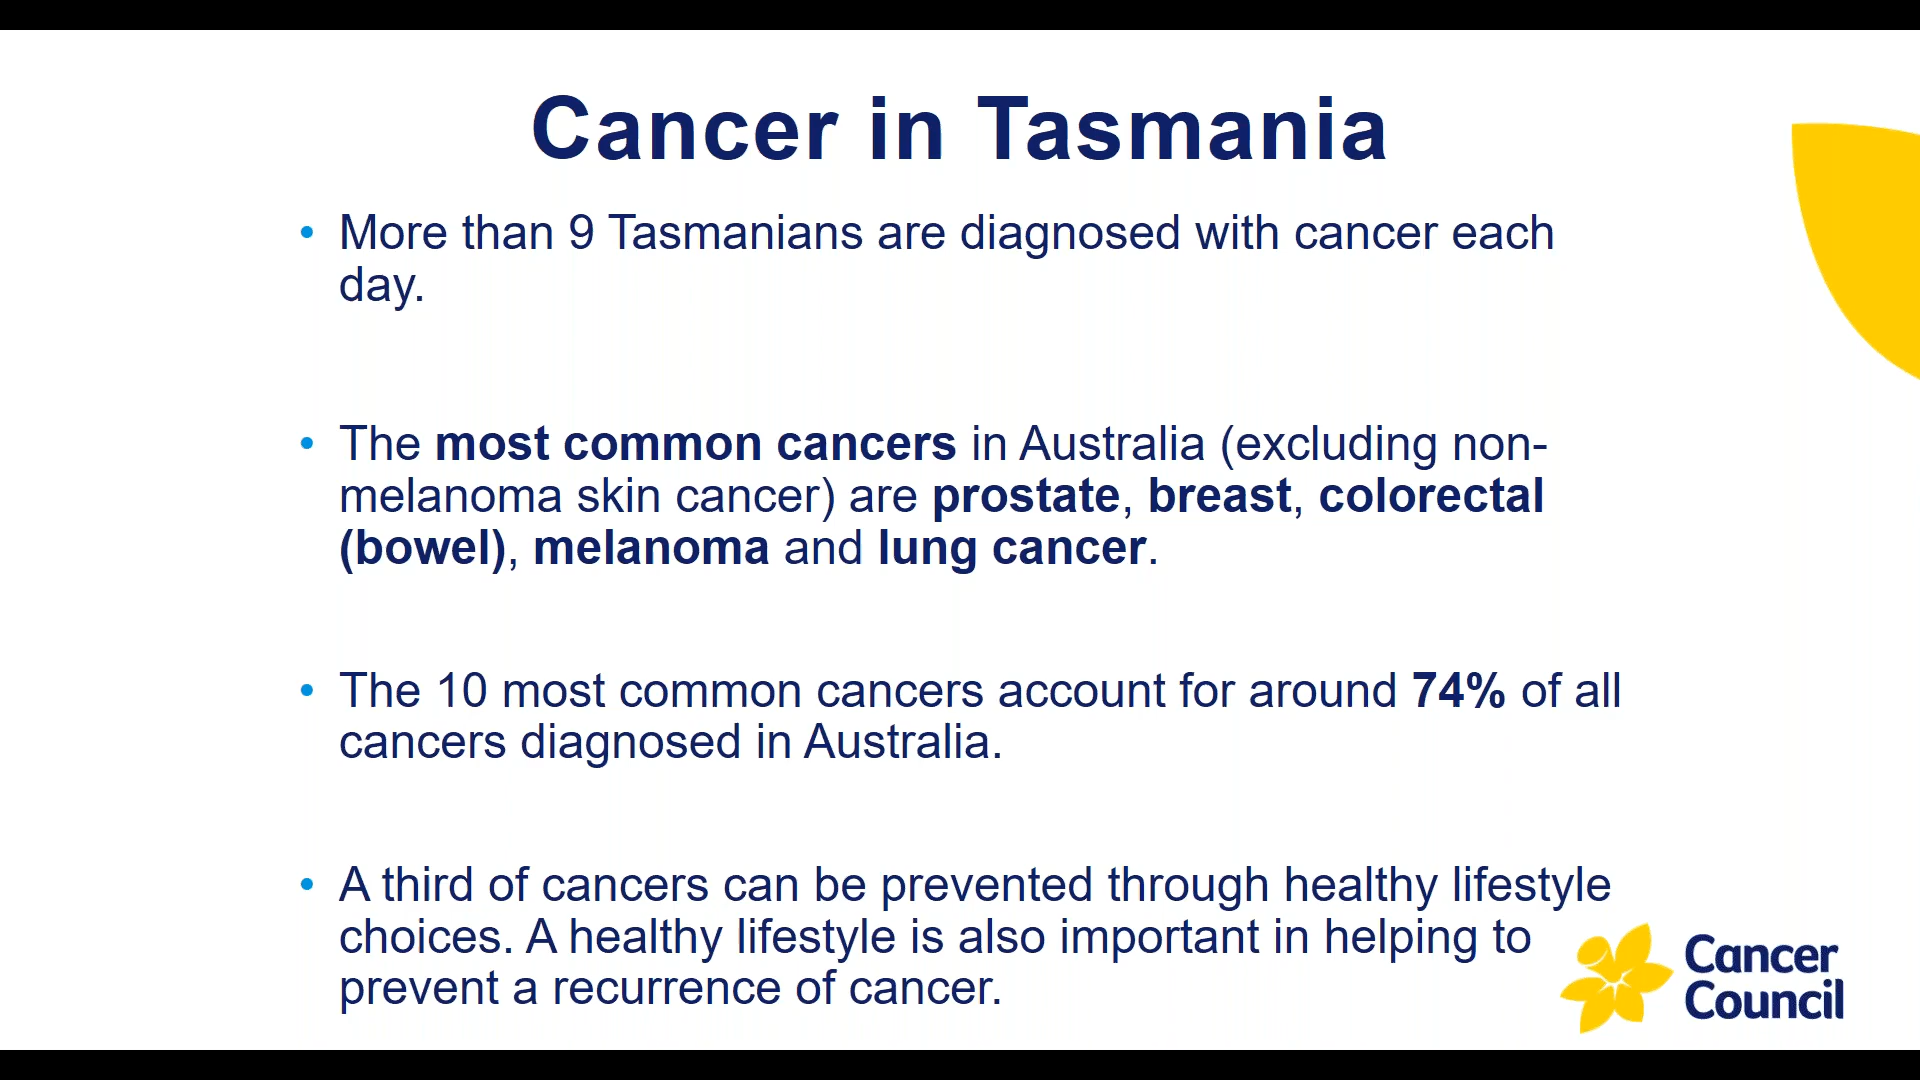 Cancer in Tasmania
• More than 9 Tasmanians are diagnosed with cancer each
day.
• The most common cancers in Australia (excluding non-
melanoma skin cancer) are prostate, breast, colorectal
(bowel), melanoma and lung cancer.
• The 10 most common cancers account for around 74% of all
cancers diagnosed in Australia.
• A third of cancers can be prevented through healthy lifestyle
choices. A healthy lifestyle is also important in helping to
prevent a recurrence of cancer.
Cancer
Council